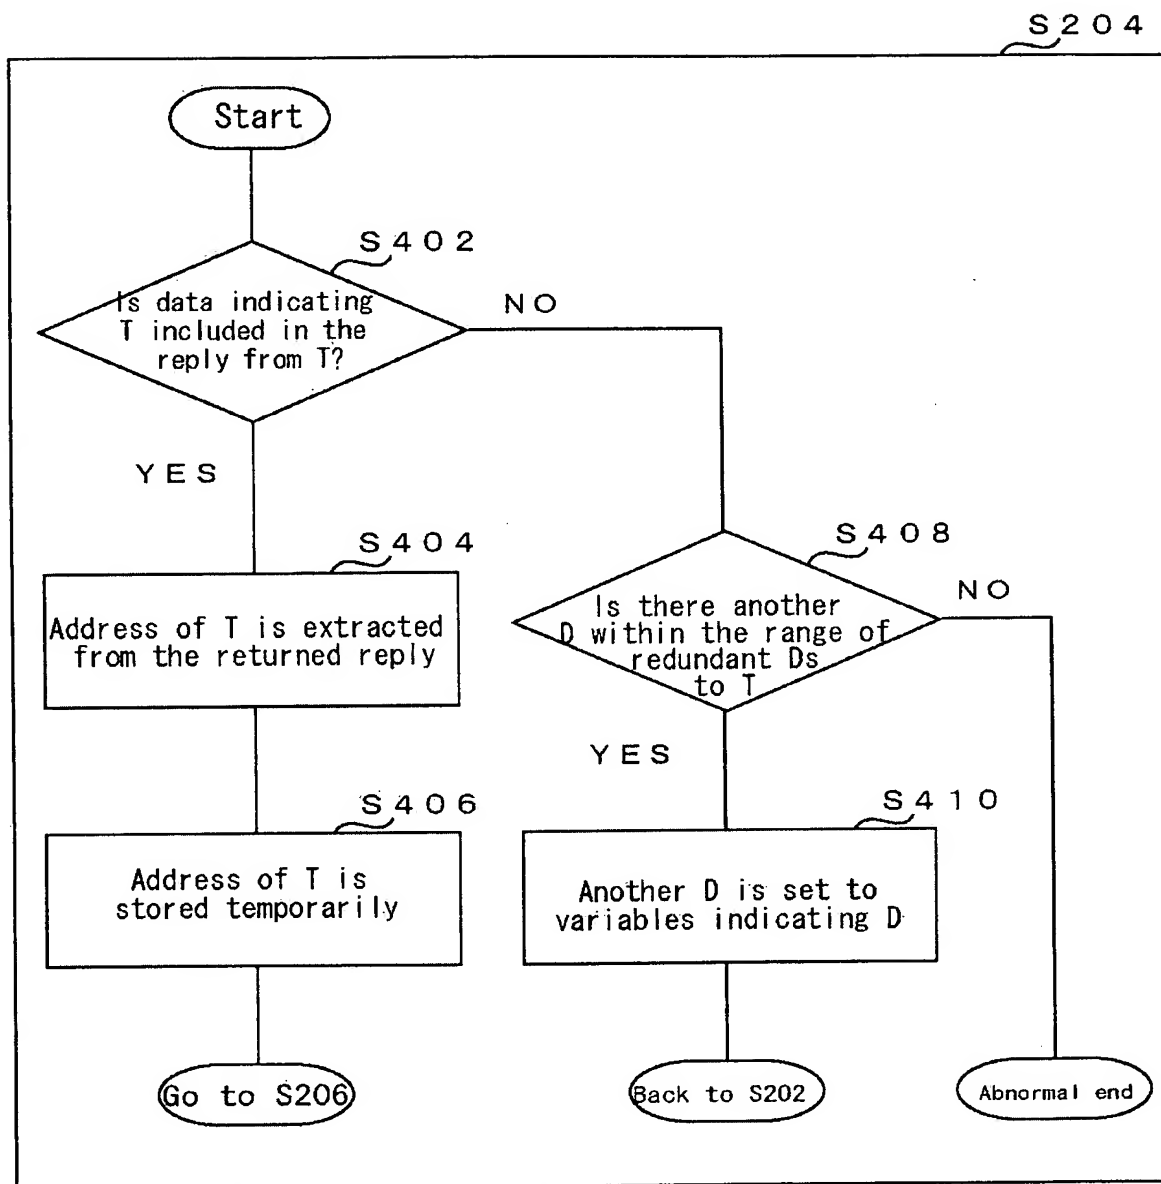 S204
Start
S402
Is data indicating
T included in the
reply from T?
NO
YES
S404
Address of T is extracted
from the returned reply
S408
Is there another
D within the range of
redundant Ds
to T
NO
YES
S406
Address of T is
stored temporarily
S410
Another D is set to
variables indicating D
Go to S206
Back to S202
Abnormal end